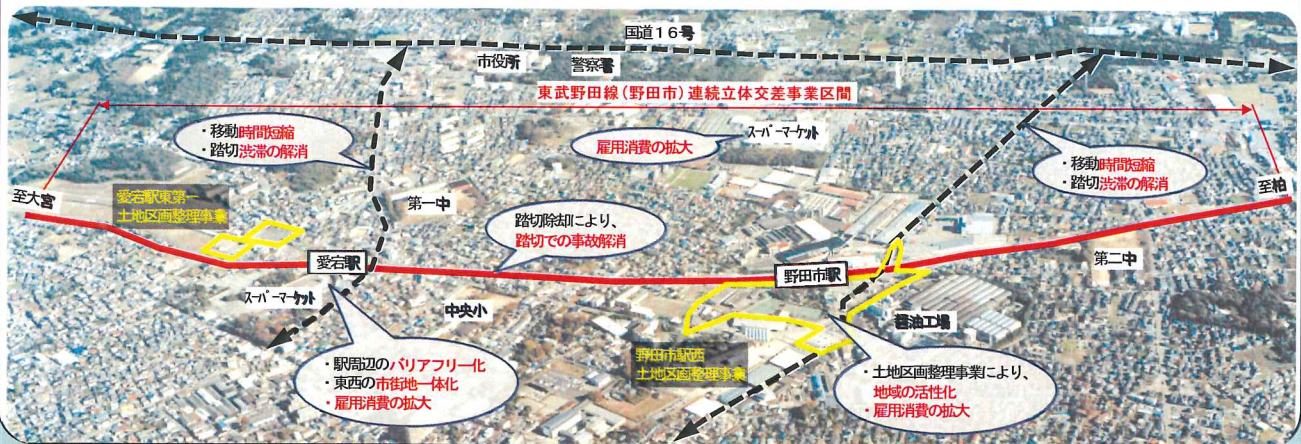 国道16号
市役所
警察署
東武野田線(野田市)連続立体交差事業区間
・移動時間短縮
・踏切渋滞の解消
雇用消費の拡大
スーパーマーケット
・移動時間短縮
・踏切渋滞の解消
至大宮
至柏
愛宕駅東第一
土地区画整理事業
第一中
踏切除却により、
踏切での事故解消
第二中
愛宕駅
野田市駅
スーパーマーケット
中央小
醤油工場
野田市駅西
土地区画整理事業
・駅周辺のバリアフリー化
・東西の市街地一体化
・雇用消費の拡大
・土地区画整理事業により、
地域の活性化
・雇用消費の拡大